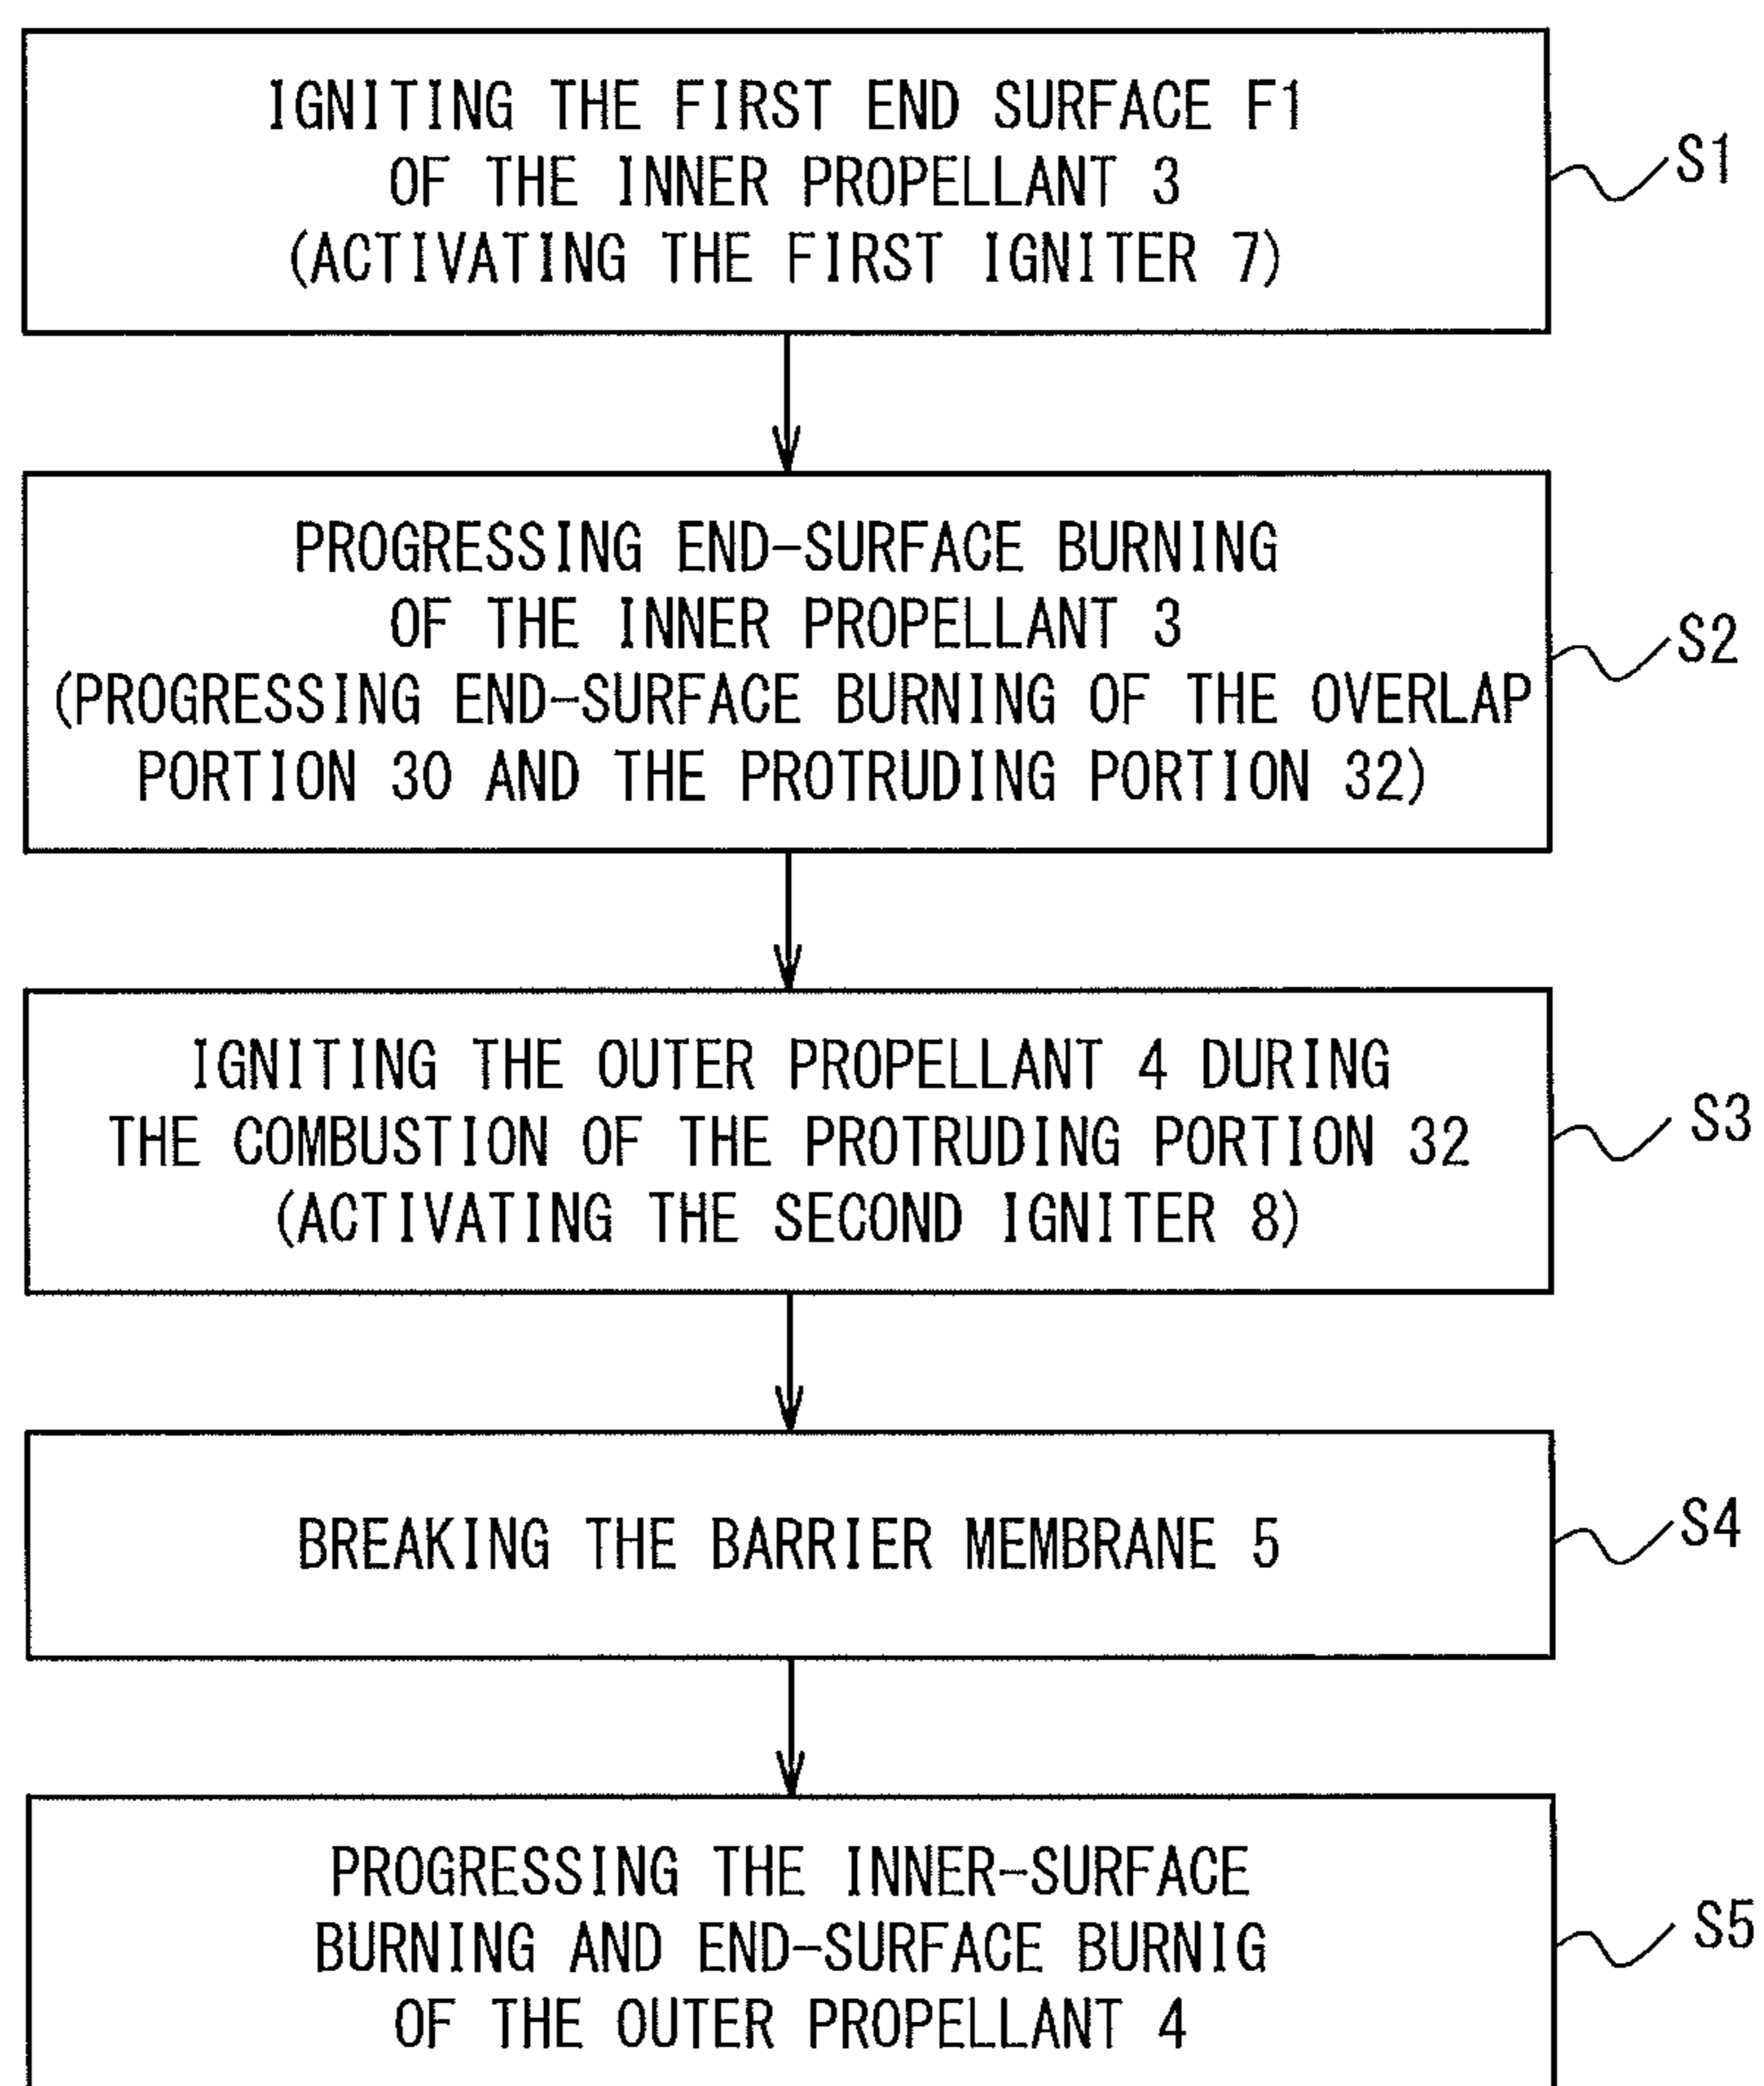 IGNITING THE FIRST END SURFACE F1
OF THE INNER PROPELLANT 3
(ACTIVATING THE FIRST IGNITER 7)
S1
PROGRESSING END-SURFACE BURNING
OF THE INNER PROPELLANT 3
(PROGRESSING END-SURFACE BURNING OF THE OVERLAP
PORTION 30 AND THE PROTRUDING PORTION 32)
S2
IGNITING THE OUTER PROPELLANT 4 DURING
THE COMBUSTION OF THE PROTRUDING PORTION 32
(ACTIVATING THE SECOND IGNITER 8)
S3
BREAKING THE BARRIER MEMBRANE 5
S4
PROGRESSING THE INNER-SURFACE
BURNING AND END-SURFACE BURNIG
OF THE OUTER PROPELLANT 4
S5